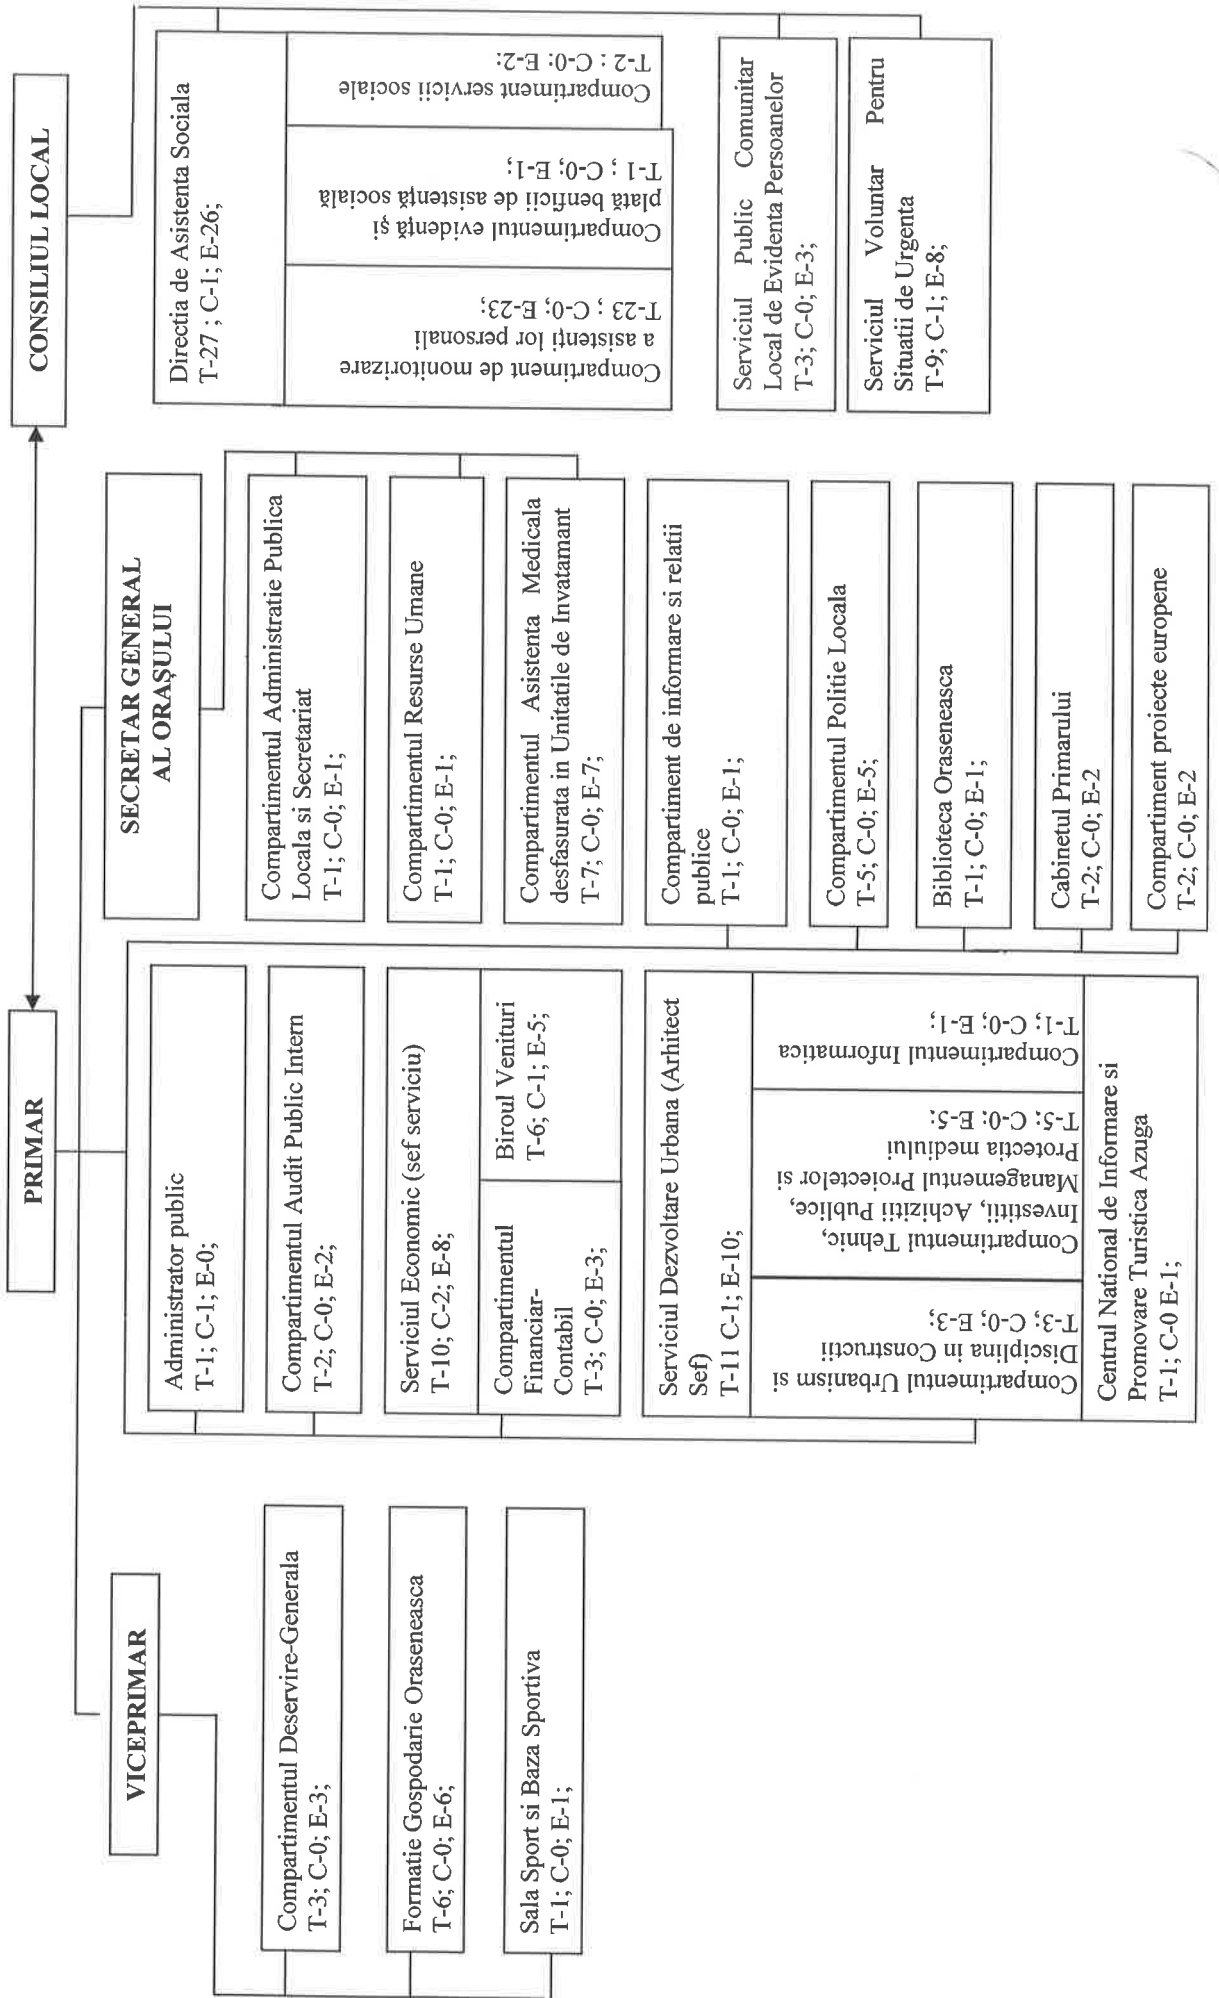 PRIMAR
CONSILIUL LOCAL
VICEPRIMAR
SECRETAR GENERAL
AL ORAȘULUI
Compartimentul Deservire-Generala
T-3; C-0; E-3;
Formatie Gospodarie Oraseneasca
T-6; C-0; E-6;
Sala Sport si Baza Sportiva
T-1; C-0; E-1;
Administrator public
T-1; C-1; E-0;
Compartimentul Audit Public Intern
T-2; C-0; E-2;
Serviciul Economic (sef serviciu)
T-10; C-2; E-8;
Compartimentul
Financiar-
Contabil
T-3; C-0; E-3;
Biroul Venituri
T-6; C-1; E-5;
Serviciul Dezvoltare Urbana (Arhitect
Sef)
T-11 C-1; E-10;
Compartimentul Urbanism si
Disciplina in Constructii
T-3; C-0; E-3;
Compartimentul Tehnic,
Investitii, Achizitii Publice,
Managementul Proiectelor si
Protectia mediului
T-5; C-0; E-5;
Compartimentul Informatica
T-1; C-0; E-1;
Centrul National de Informare si
Promovare Turistica Azuga
T-1; C-0 E-1;
Compartimentul Administratie Publica
Locala si Secretariat
T-1; C-0; E-1;
Compartimentul Resurse Umane
T-1; C-0; E-1;
Compartimentul Asistenta Medicala
desfasurata in Unitatile de Invatamant
T-7; C-0; E-7;
Compartiment de informare si relatii
publice
T-1; C-0; E-1;
Compartimentul Politie Locala
T-5; C-0; E-5;
Biblioteca Oraseneasca
T-1; C-0; E-1;
Cabinetul Primarului
T-2; C-0; E-2
Compartiment proiecte europene
T-2; C-0; E-2
Directia de Asistenta Sociala
T-27 ; C-1; E-26;
Compartiment de monitorizare
a asistenți lor personali
T-23 ; C-0; E-23;
Compartimentul evidență și
plată benficii de asistență socială
T-1 ; C-0; E-1;
Compartiment servicii sociale
T-2 ; C-0; E-2;
Serviciul Public Comunitar
Local de Evidenta Persoanelor
T-3; C-0; E-3;
Serviciul Voluntar Pentru
Situatii de Urgenta
T-9; C-1; E-8;